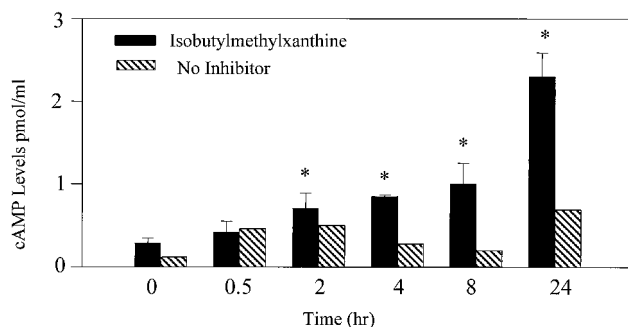 3
Isobutylmethylxanthine
No Inhibitor
*
2
cAMP Levels pmol/ml
* * *
1
0
0 0.5 2 4 8 24
Time (hr)